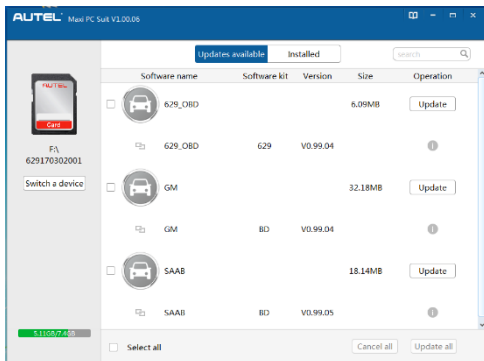 AUTEL Maxi PC Suit V1.00.06
Updates available Installed search
Software name Software kit Version Size Operation
AUTEL
Card
F:\
629170302001
Switch a device
629_OBD 6.09MB Update
629_OBD 629 V0.99.04
GM 32.18MB Update
GM BD V0.99.04
SAAB 18.14MB Update
SAAB BD V0.99.05
5.11GB/7.4GB
Select all Cancel all Update all